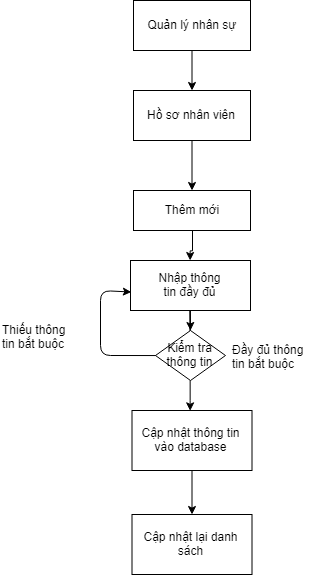 Quản lý nhân sự
Hồ sơ nhân viên
Thêm mới
Nhập thông
tin đầy đủ
Thiếu thông
tin bắt buộc
Kiểm tra
thông tin
Đầy đủ thông
tin bắt buộc
Cập nhật thông tin
vào database
Cập nhật lại danh
sách